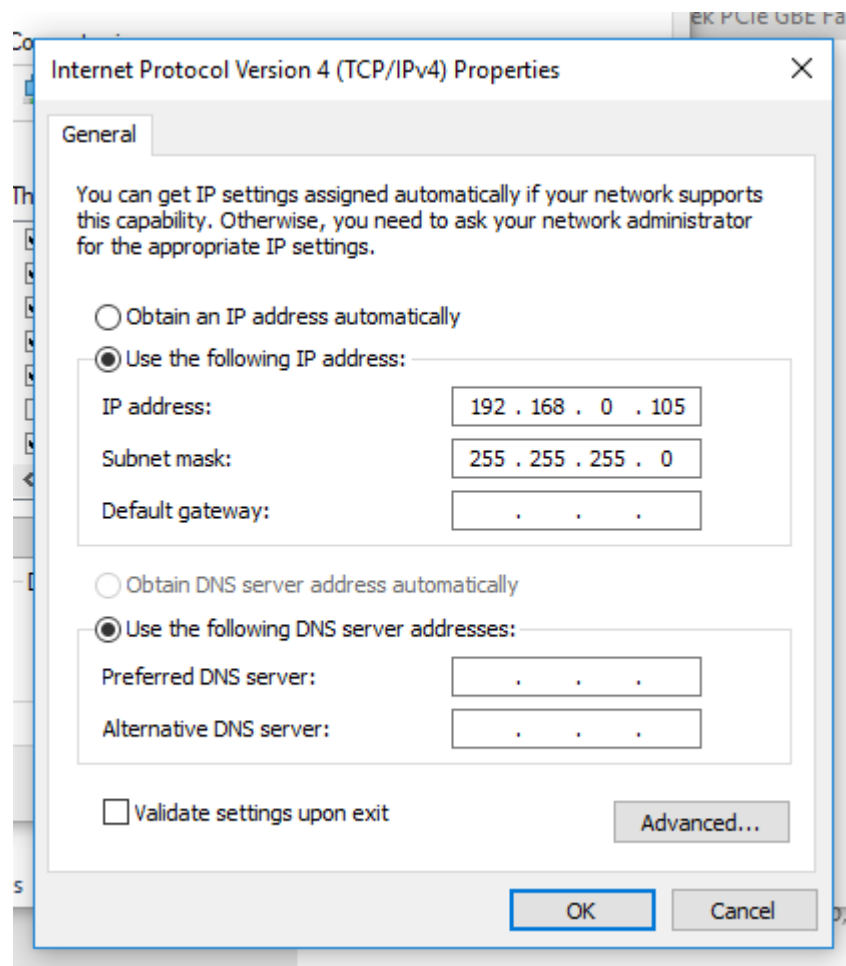 ek PCIe GBE Fa
Internet Protocol Version 4 (TCP/IPv4) Properties
General
You can get IP settings assigned automatically if your network supports
this capability. Otherwise, you need to ask your network administrator
for the appropriate IP settings.
Obtain an IP address automatically
Use the following IP address:
IP address: 192 . 168 . 0 . 105
Subnet mask: 255 . 255 . 255 . 0
Default gateway: . . .
Obtain DNS server address automatically
Use the following DNS server addresses:
Preferred DNS server: . . .
Alternative DNS server: . . .
Validate settings upon exit
Advanced...
OK Cancel